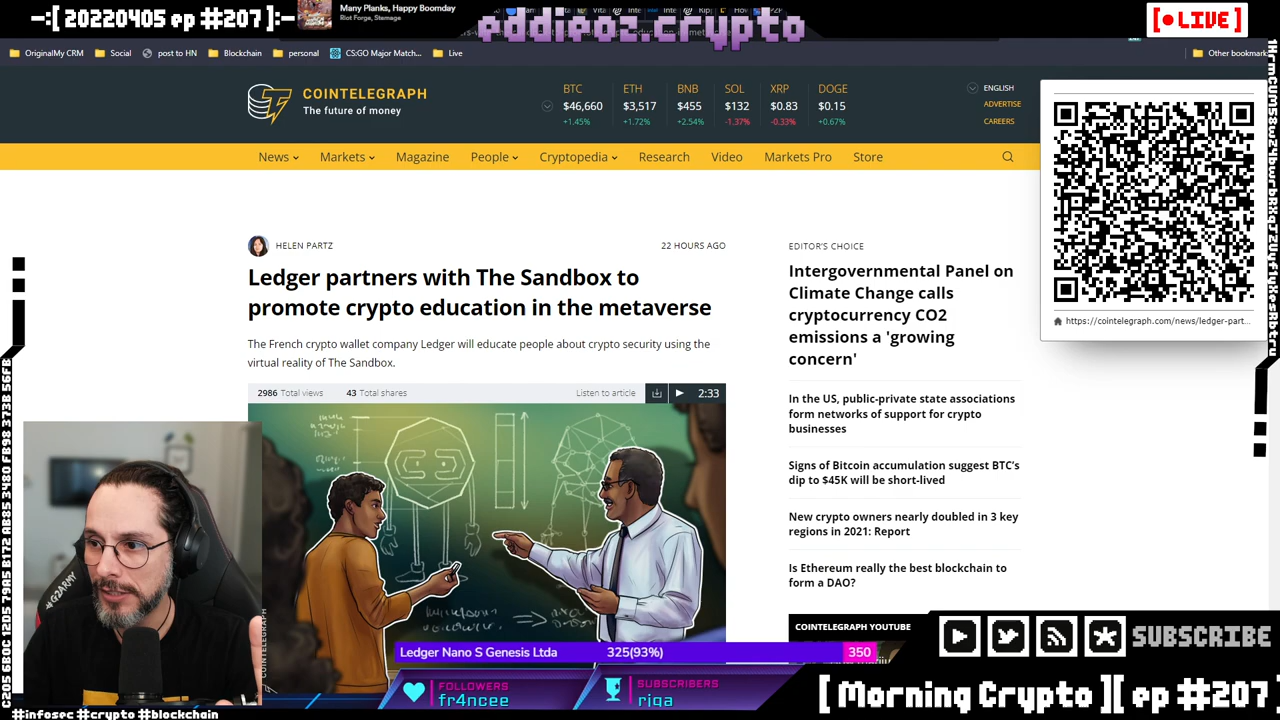 -:[ 20220405 ep #207 ]:-
Many Planks, Happy Boomday
Riot Forge, Stemage
eddieoz.crypto
[● LIVE ]
OriginalMy CRM
Social
post to HN
Blockchain
personal
CS:GO Major Match...
Live
Other bookmark
COINTELEGRAPH
The future of money
BTC ETH BNB SOL XRP DOGE
$46,660 $3,517 $455 $132 $0.83 $0.15
+1.45% +1.72% +2.54% -1.37% -0.33% +0.67%
ENGLISH
ADVERTISE
CAREERS
News Markets Magazine People Cryptopedia Research Video Markets Pro Store
HELEN PARTZ
22 HOURS AGO
Ledger partners with The Sandbox to
promote crypto education in the metaverse
The French crypto wallet company Ledger will educate people about crypto security using the
virtual reality of The Sandbox.
2986 Total views
43 Total shares
Listen to article
2:33
EDITOR'S CHOICE
Intergovernmental Panel on
Climate Change calls
cryptocurrency CO2
emissions a 'growing
concern'
In the US, public-private state associations
form networks of support for crypto
businesses
Signs of Bitcoin accumulation suggest BTC's
dip to $45K will be short-lived
New crypto owners nearly doubled in 3 key
regions in 2021: Report
Is Ethereum really the best blockchain to
form a DAO?
COINTELEGRAPH YOUTUBE
https://cointelegraph.com/news/ledger-part...
#G2ARMY
COINTELEGRAPH
Ledger Nano S Genesis Ltda
325(93%)
350
FOLLOWERS
fr4ncee
SUBSCRIBERS
riqa
SUBSCRIBE
[ Morning Crypto ][ ep #207 ]
#infosec #crypto #blockchain